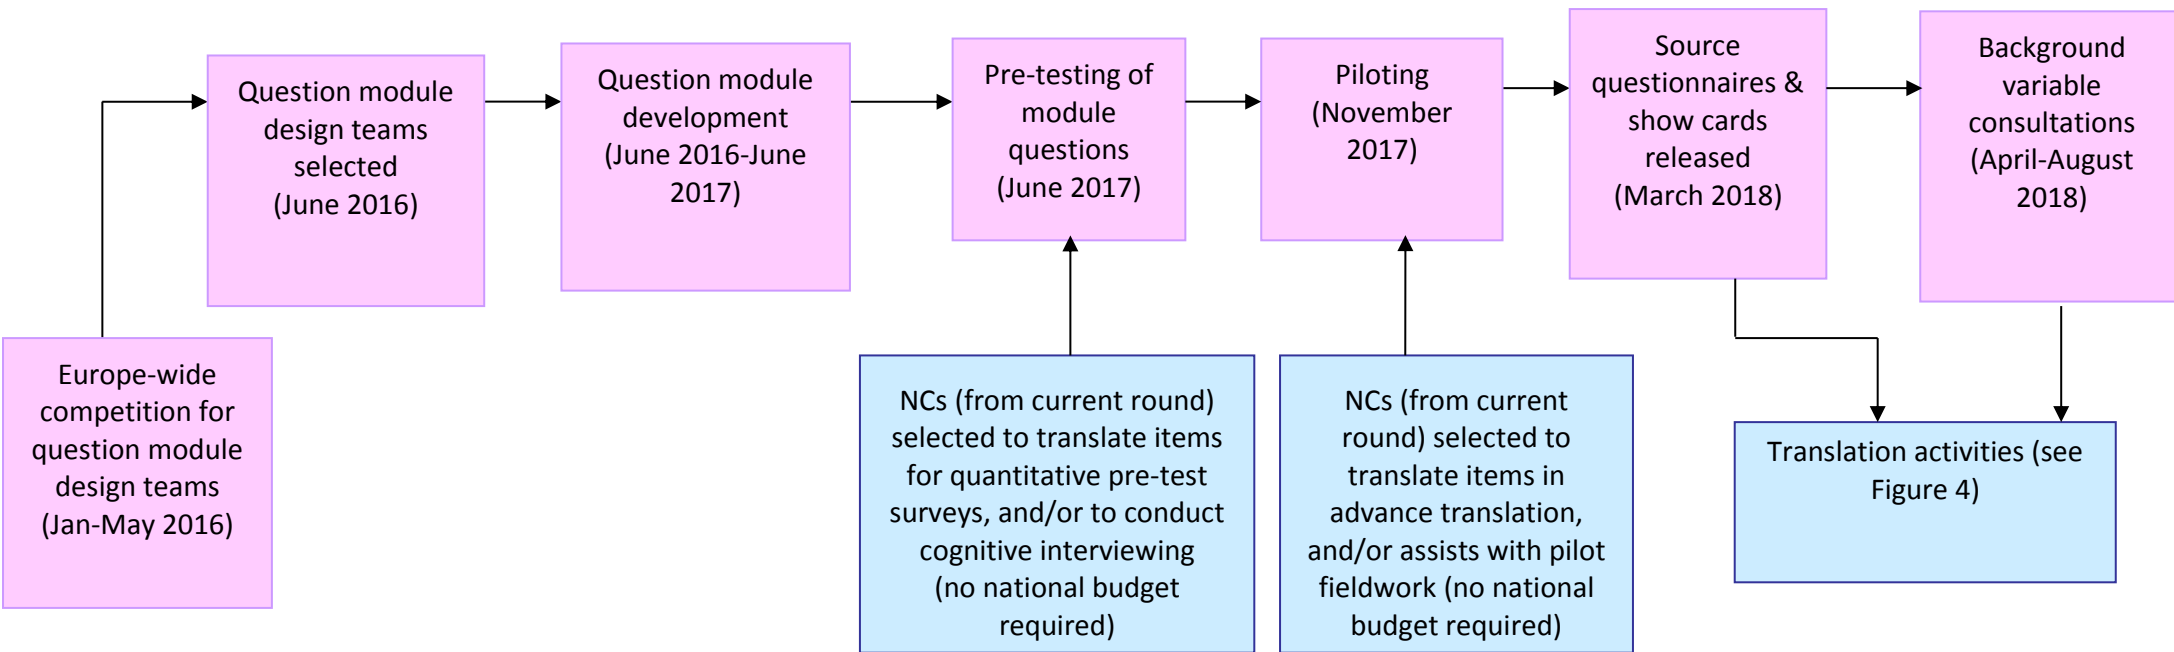 Europe-wide
competition for
question module
design teams
(Jan-May 2016)
Question module
design teams
selected
(June 2016)
Question module
development
(June 2016-June
2017)
Pre-testing of
module
questions
(June 2017)
Piloting
(November
2017)
Source
questionnaires &
show cards
released
(March 2018)
Background
variable
consultations
(April-August
2018)
NCs (from current round)
selected to translate items
for quantitative pre-test
surveys, and/or to conduct
cognitive interviewing
(no national budget
required)
NCs (from current
round) selected to
translate items in
advance translation,
and/or assists with pilot
fieldwork (no national
budget required)
Translation activities (see
Figure 4)